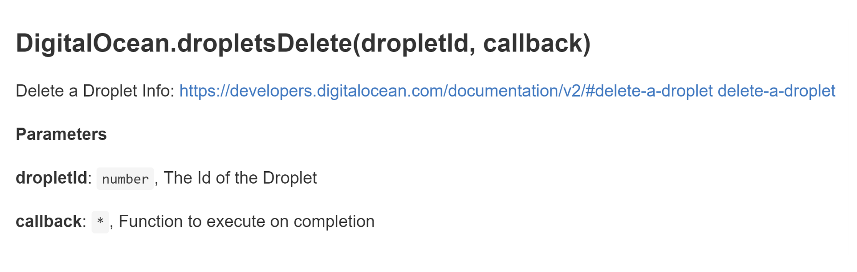 DigitalOcean.dropletsDelete(dropletId, callback)
Delete a Droplet Info: https://developers.digitalocean.com/documentation/v2/#delete-a-droplet delete-a-droplet
Parameters
dropletId: number , The Id of the Droplet
callback: * , Function to execute on completion